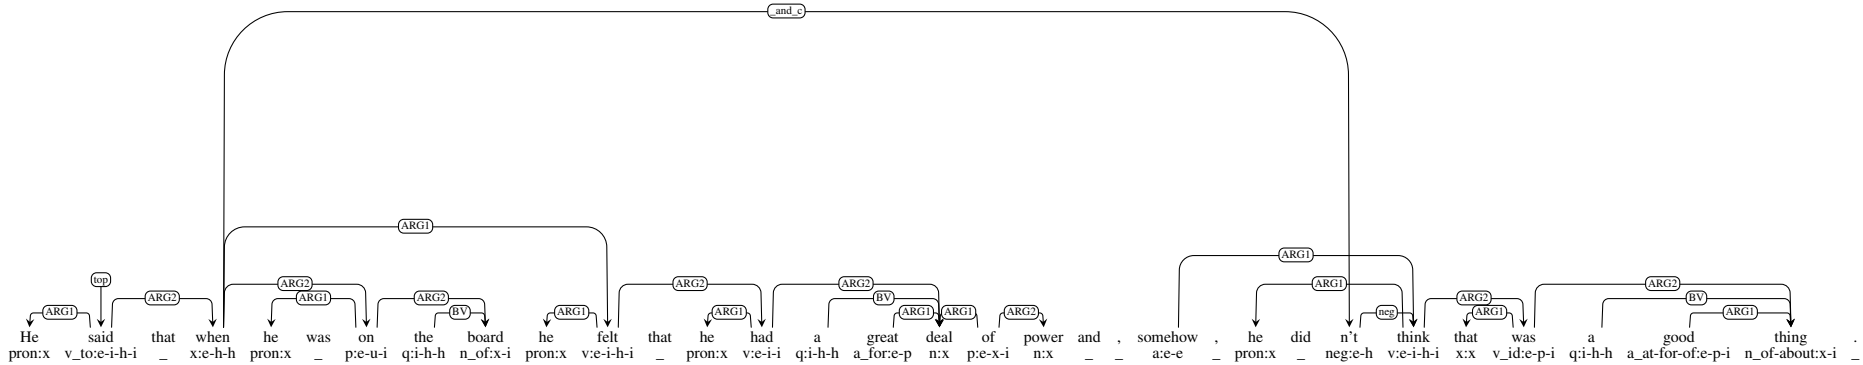 _and_c
ARG1
ARG1
top
ARG2 ARG1 ARG2 ARG2 ARG1 ARG2
ARG2 ARG1 ARG2 BV ARG2 BV
ARG1 BV ARG1 ARG1 ARG1 ARG1 ARG2 neg ARG1 ARG1
He said that when he was on the board he felt that he had a great deal of power and , somehow , he did n't think that was a good thing .
pron:x v_to:e-i-h-i _ x:e-h-h pron:x _ p:e-u-i q:i-h-h n_of:x-i pron:x v:e-i-h-i _ pron:x v:e-i-i q:i-h-h a_for:e-p n:x p:e-x-i n:x _ _ a:e-e _ pron:x _ neg:e-h v:e-i-h-i x:x v_id:e-p-i q:i-h-h a_at-for-of:e-p-i n_of-about:x-i _